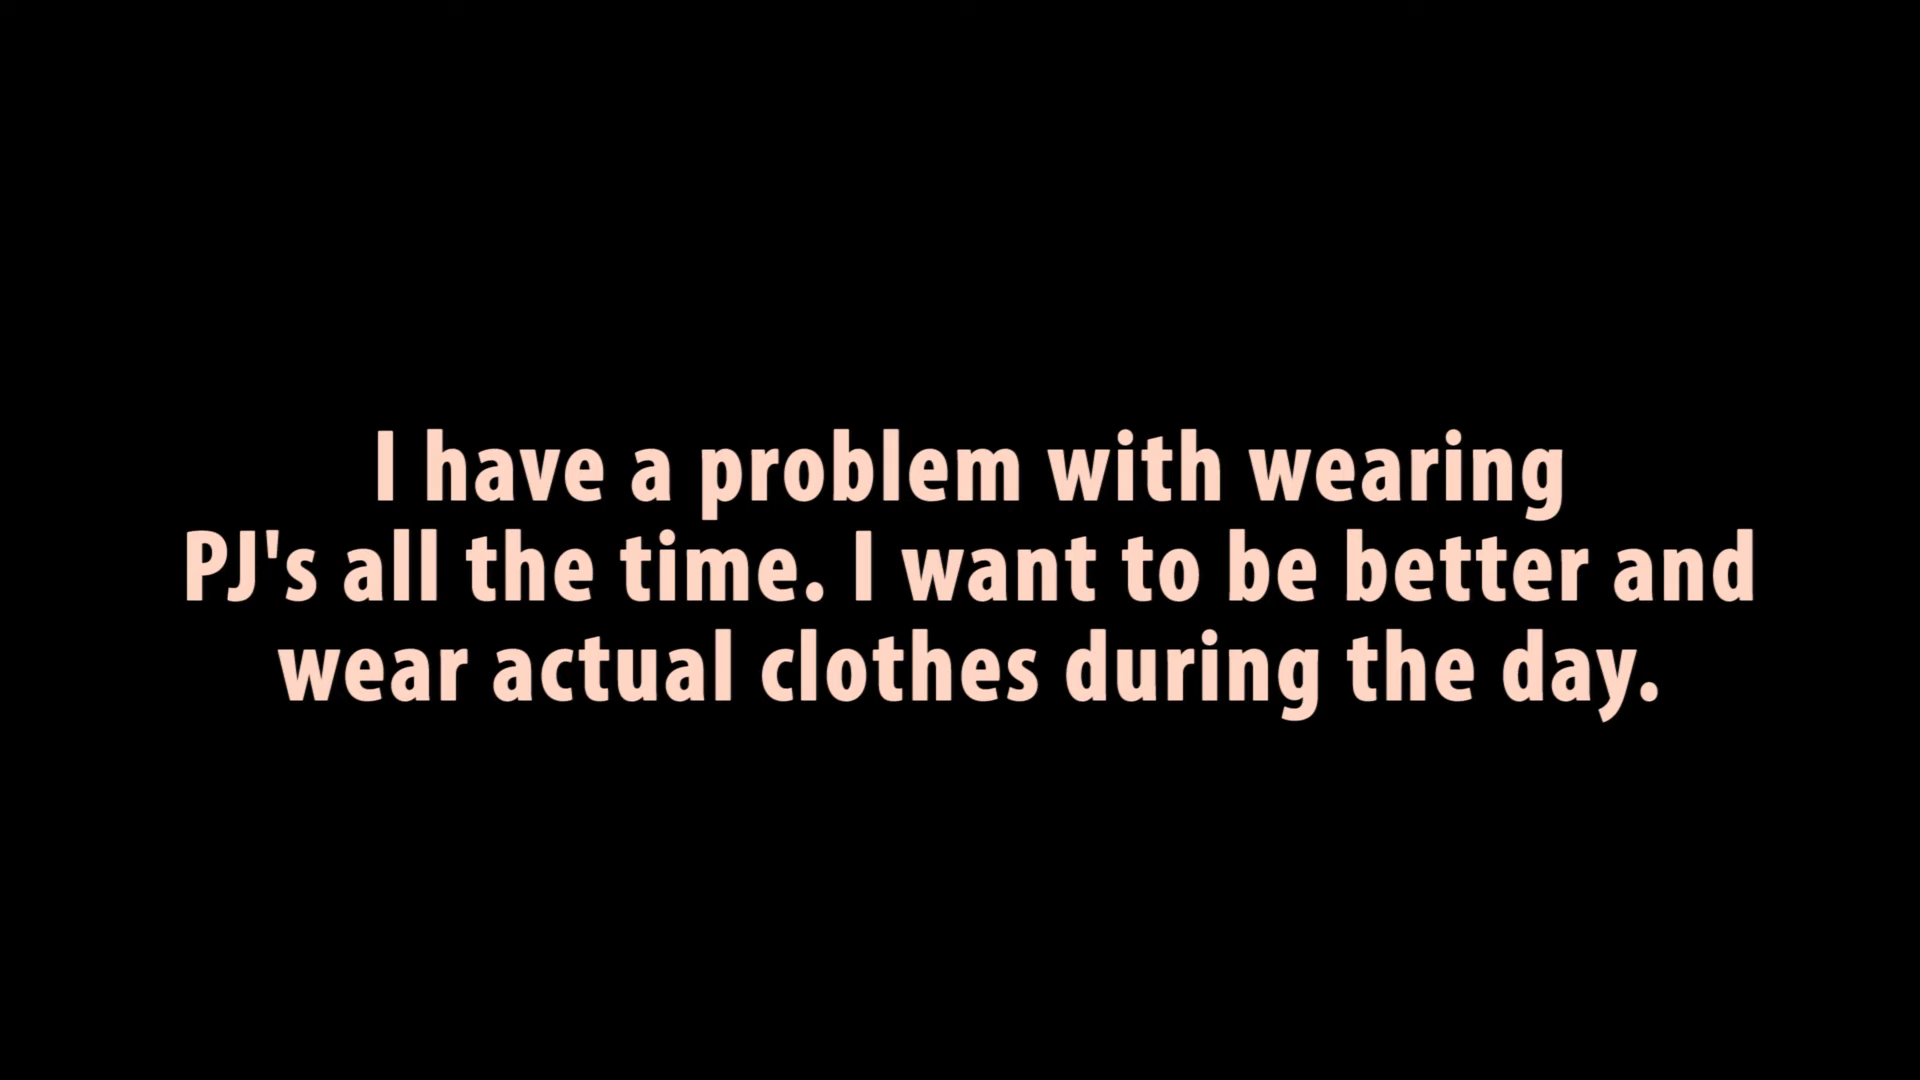 I have a problem with wearing
PJ's all the time. I want to be better and
wear actual clothes during the day.